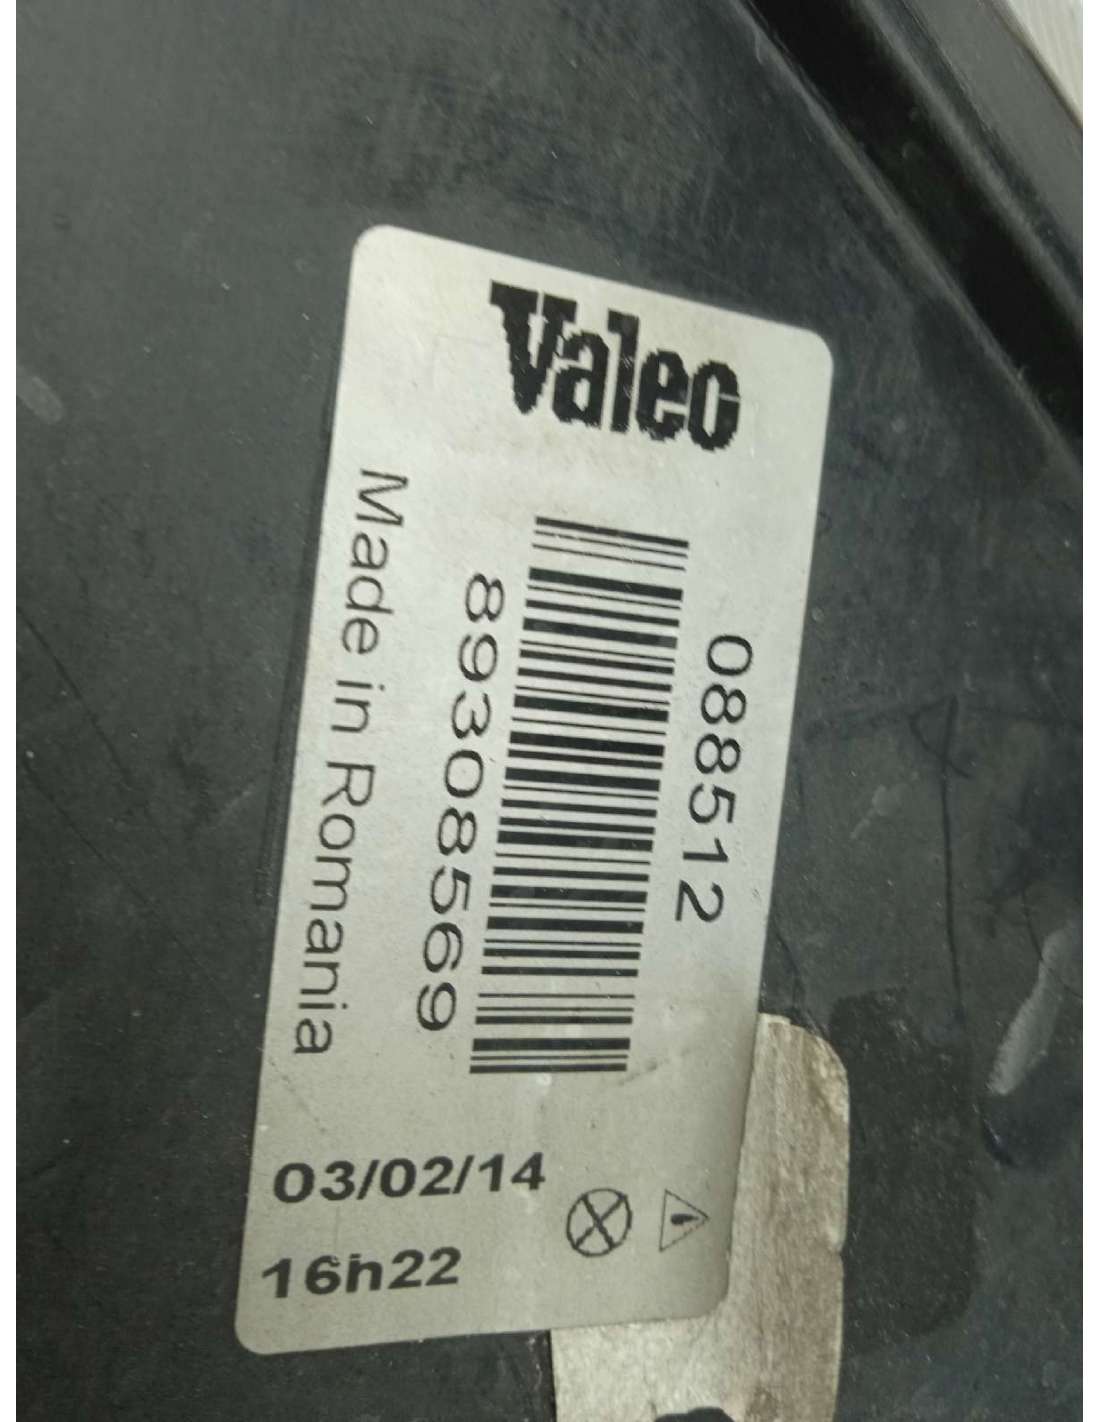 Valeo
088512
89308569
Made in Romania
03/02/14
16h22